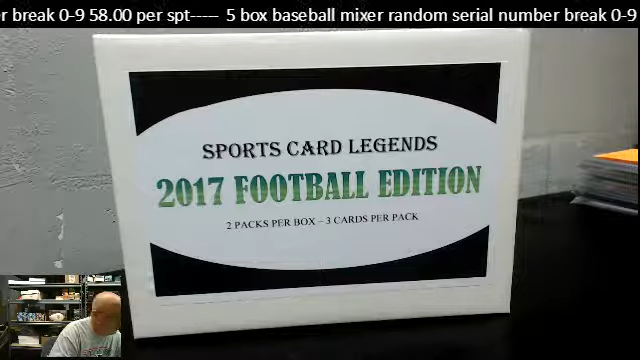 r break 0-9 58.00 per spt----- 5 box baseball mixer random serial number break 0-9
SPORTS CARD LEGENDS
2017 FOOTBALL EDITION
2 PACKS PER BOX – 3 CARDS PER PACK